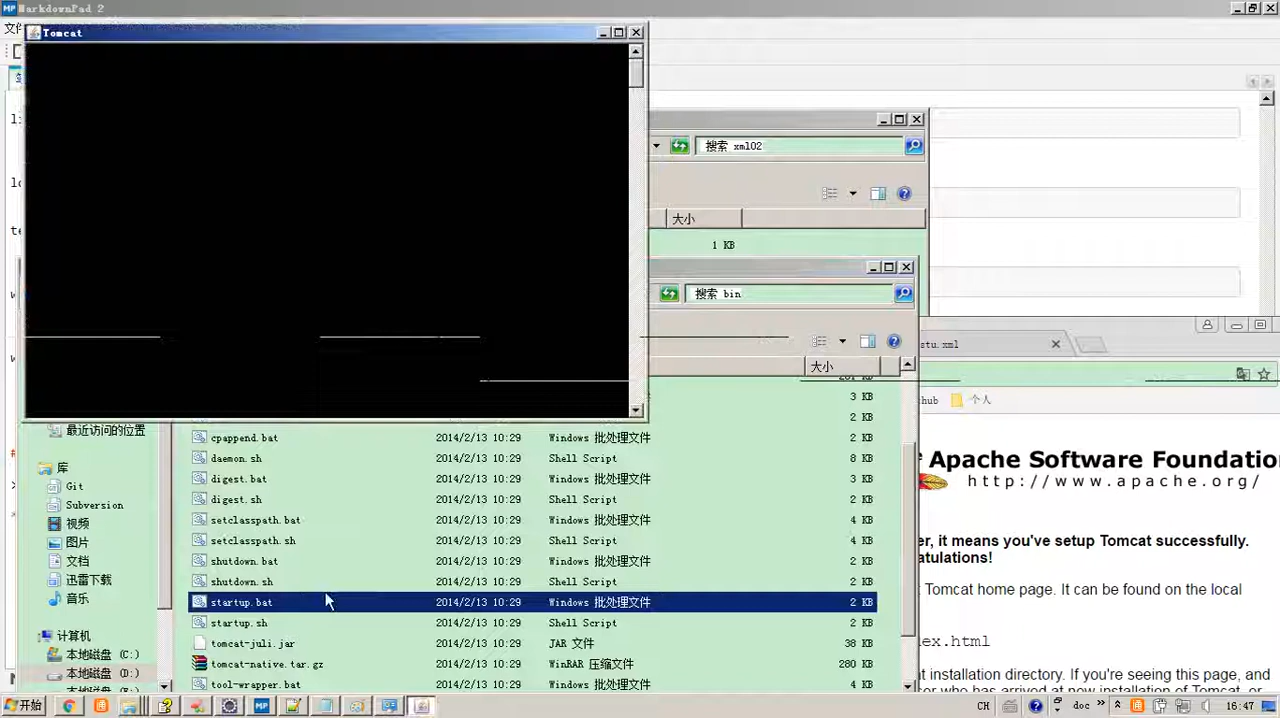 MarkdownPad 2
Tomcat
搜索 xml02
大小
1 KB
搜索 bin
stu.xml
大小
3 KB
2 KB
个人
最近访问的位置
cpappend.bat 2014/2/13 10:29 Windows 批处理文件 2 KB
daemon.sh 2014/2/13 10:29 Shell Script 8 KB
库
Apache Software Foundatio
Git
digest.bat 2014/2/13 10:29 Windows 批处理文件 3 KB
http://www.apache.org/
Subversion
digest.sh 2014/2/13 10:29 Shell Script 2 KB
视频
setclasspath.bat 2014/2/13 10:29 Windows 批处理文件 4 KB
图片
setclasspath.sh 2014/2/13 10:29 Shell Script 4 KB
er, it means you've setup Tomcat successfully.
文档
shutdown.bat 2014/2/13 10:29 Windows 批处理文件 2 KB
atulations!
迅雷下载
shutdown.sh 2014/2/13 10:29 Shell Script 2 KB
Tomcat home page. It can be found on the local
音乐
startup.bat 2014/2/13 10:29 Windows 批处理文件 2 KB
startup.sh 2014/2/13 10:29 Shell Script 2 KB
计算机
tomcat-juli.jar 2014/2/13 10:29 JAR 文件 38 KB
ex.html
本地磁盘 (C:)
tomcat-native.tar.gz 2014/2/13 10:29 WinRAR 压缩文件 280 KB
本地磁盘 (D:)
nt installation directory. If you're seeing this page, and
tool-wrapper.bat 2014/2/13 10:29 Windows 批处理文件 4 KB
开始
CH
doc
16:47